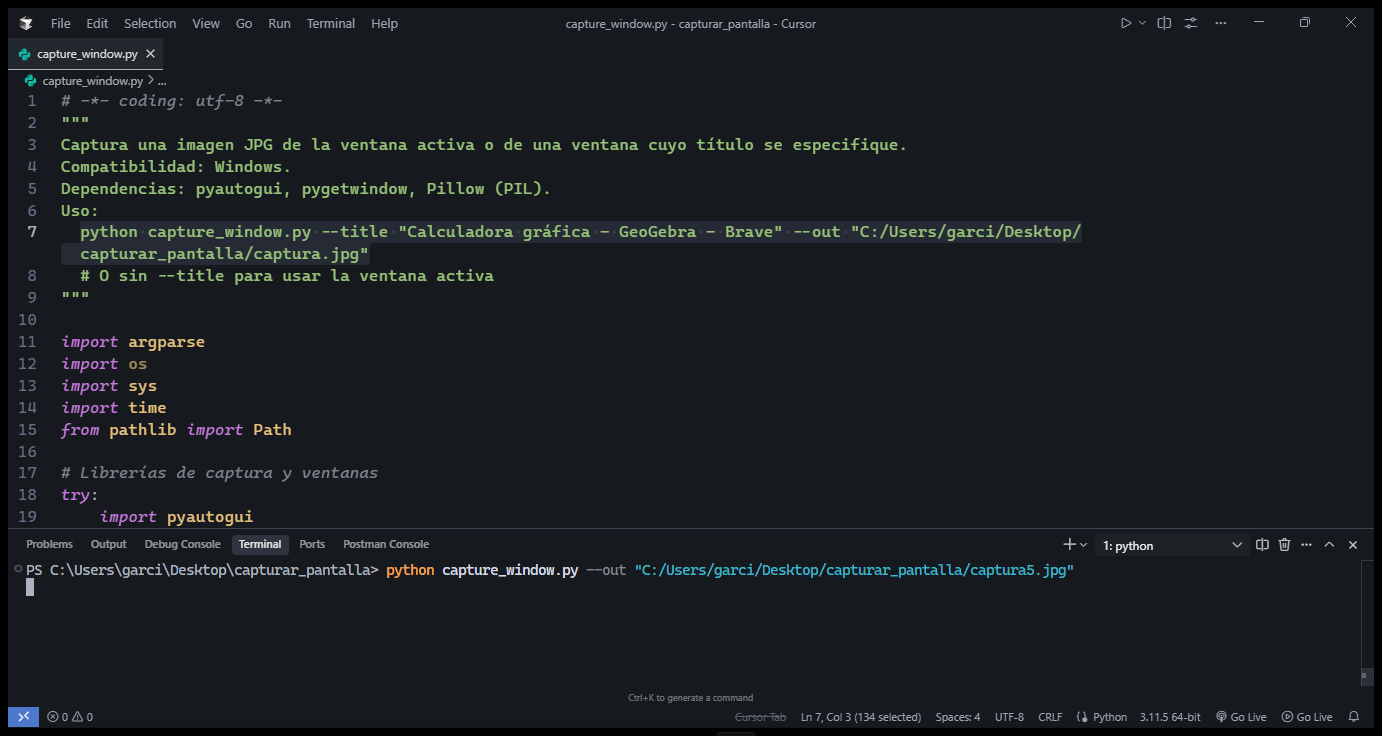 File Edit Selection View Go Run Terminal Help
capture_window.py - capturar_pantalla - Cursor
capture_window.py
capture_window.py > ...
1 # -*- coding: utf-8 -*-
2 """
3 Captura una imagen JPG de la ventana activa o de una ventana cuyo título se especifique.
4 Compatibilidad: Windows.
5 Dependencias: pyautogui, pygetwindow, Pillow (PIL).
6 Uso:
7 python capture_window.py --title "Calculadora gráfica - GeoGebra - Brave" --out "C:/Users/garci/Desktop/
capturar_pantalla/captura.jpg"
8 # O sin --title para usar la ventana activa
9 """
10
11 import argparse
12 import os
13 import sys
14 import time
15 from pathlib import Path
16
17 # Librerías de captura y ventanas
18 try:
19 import pyautogui
Problems Output Debug Console Terminal Ports Postman Console
1: python
PS C:\Users\garci\Desktop\capturar_pantalla> python capture_window.py --out "C:/Users/garci/Desktop/capturar_pantalla/captura5.jpg"
Ctrl+K to generate a command
0 0
Cursor Tab Ln 7, Col 3 (134 selected) Spaces: 4 UTF-8 CRLF Python 3.11.5 64-bit Go Live Go Live